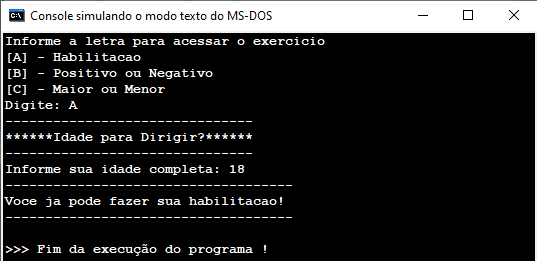 Console simulando o modo texto do MS-DOS
Informe a letra para acessar o exercicio
[A] - Habilitacao
[B] - Positivo ou Negativo
[C] - Maior ou Menor
Digite: A
-------------------------------
******Idade para Dirigir?******
-------------------------------
Informe sua idade completa: 18
------------------------------------
Voce ja pode fazer sua habilitacao!
------------------------------------
>>> Fim da execução do programa !